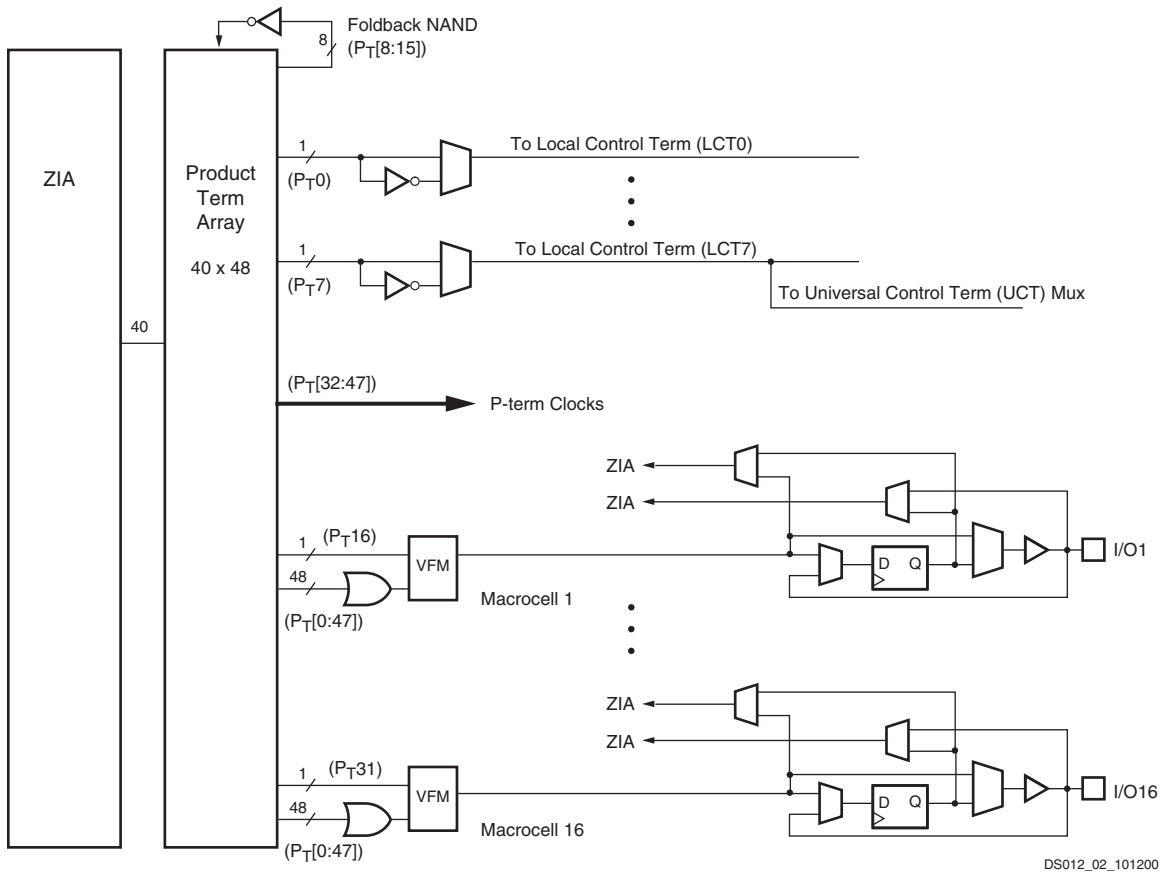 Foldback NAND
8
(PT[8:15])
ZIA
Product
Term
Array
40 x 48
40
1
(PT0)
To Local Control Term (LCT0)
1
(PT7)
To Local Control Term (LCT7)
To Universal Control Term (UCT) Mux
(PT[32:47])
P-term Clocks
ZIA
ZIA
1
(PT16)
48
(PT[0:47])
VFM
Macrocell 1
D Q
I/O1
ZIA
ZIA
1
(PT31)
48
(PT[0:47])
VFM
Macrocell 16
D Q
I/O16
DS012_02_101200